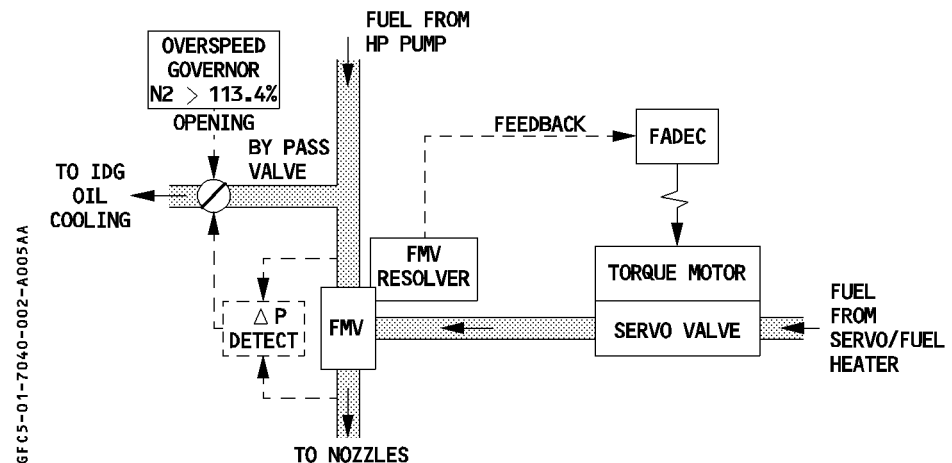 FUEL FROM
HP PUMP
OVERSPEED
GOVERNOR
N2 > 113.4%
OPENING
BY PASS
VALVE
TO IDG
OIL
COOLING
FEEDBACK
FADEC
FMV
RESOLVER
TORQUE MOTOR
SERVO VALVE
FUEL
FROM
SERVO/FUEL
HEATER
△ P
DETECT
FMV
TO NOZZLES
GFC5-01-7040-002-A005AA